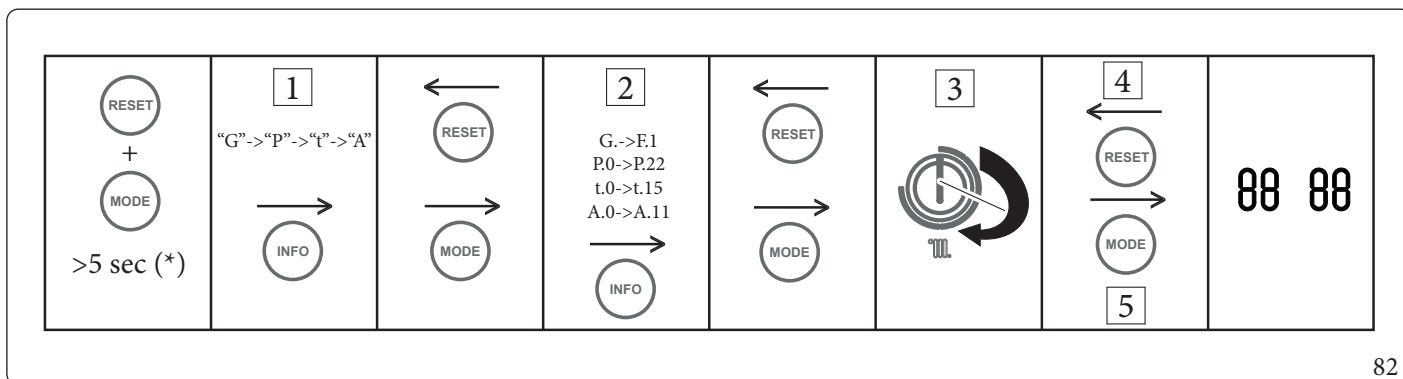 RESET
+
MODE
>5 sec (*)
1
“G”->“P”->“t”->“A”
INFO
RESET
MODE
2
G.->F.1
P.0->P.22
t.0->t.15
A.0->A.11
INFO
RESET
MODE
3
4
RESET
MODE
5
88 88
82